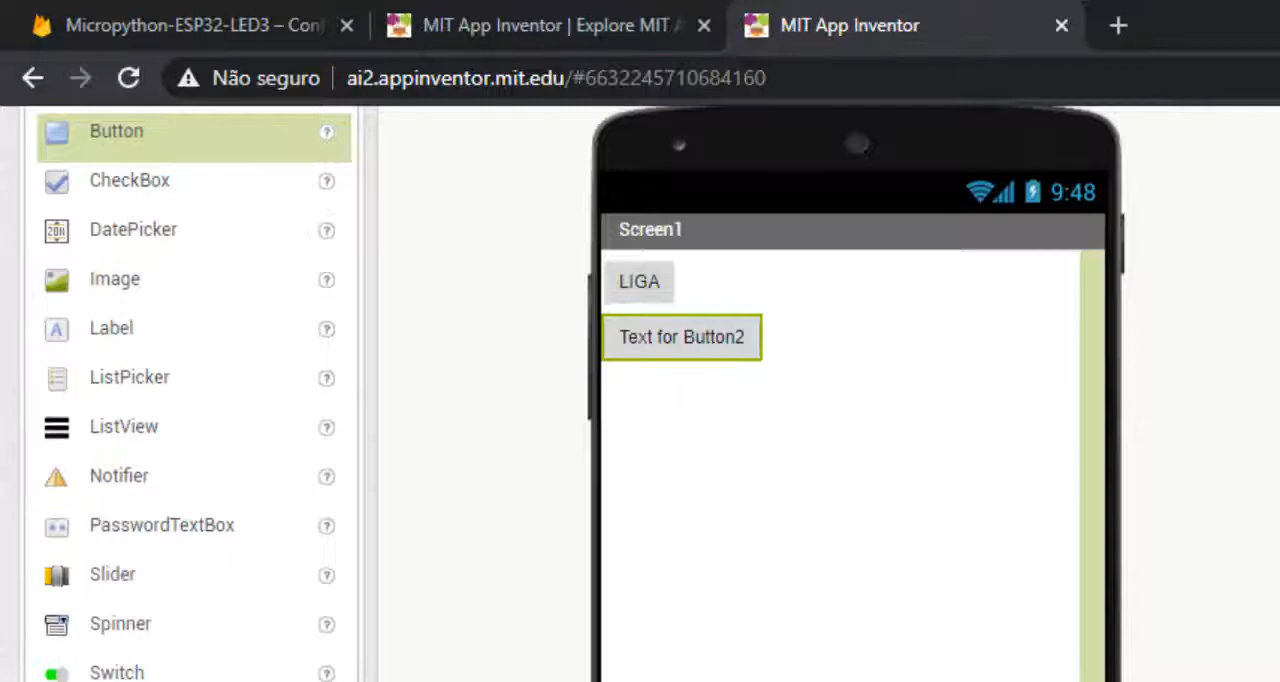 Micropython-ESP32-LED3 – Con
MIT App Inventor | Explore MIT A
MIT App Inventor
Não seguro
ai2.appinventor.mit.edu/#6632245710684160
Button
?
CheckBox
?
2011
DatePicker
?
Image
?
A
Label
?
ListPicker
?
ListView
?
Notifier
?
PasswordTextBox
?
Slider
?
Spinner
?
Switch
?
9:48
Screen1
LIGA
Text for Button2